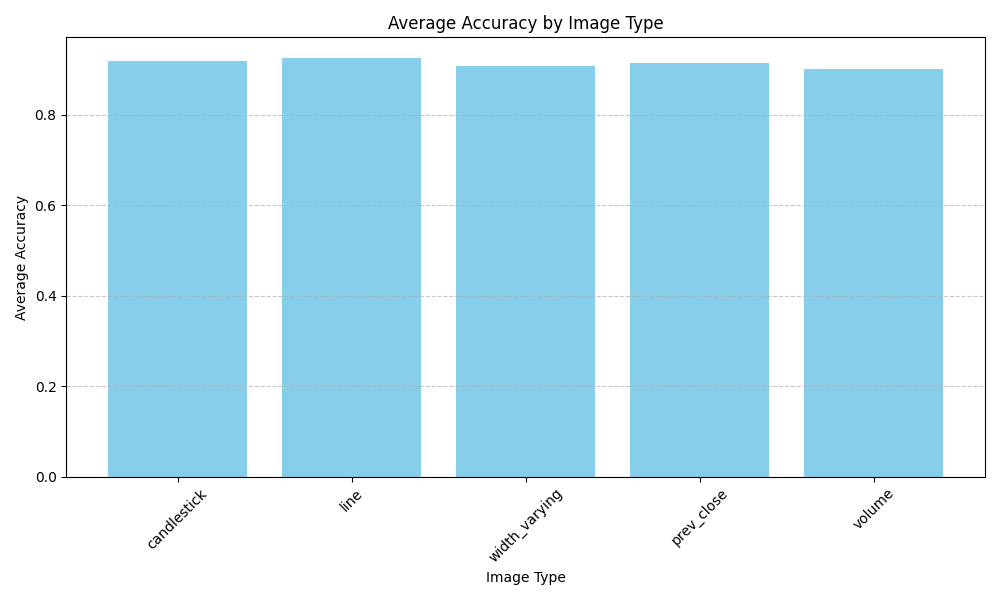 Average Accuracy by Image Type
Average Accuracy
0.8
0.6
0.4
0.2
0.0
candlestick
line
width_varying
prev_close
volume
Image Type